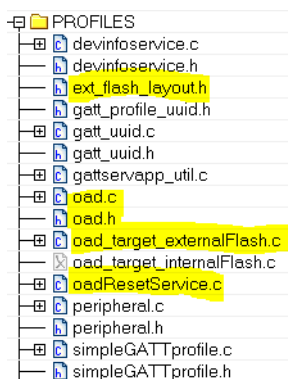 PROFILES
devinfoservice.c
devinfoservice.h
ext_flash_layout.h
gatt_profile_uuid.h
gatt_uuid.c
gatt_uuid.h
gattservapp_util.c
oad.c
oad.h
oad_target_externalFlash.c
oad_target_internalFlash.c
oadResetService.c
peripheral.c
peripheral.h
simpleGATTprofile.c
simpleGATTprofile.h